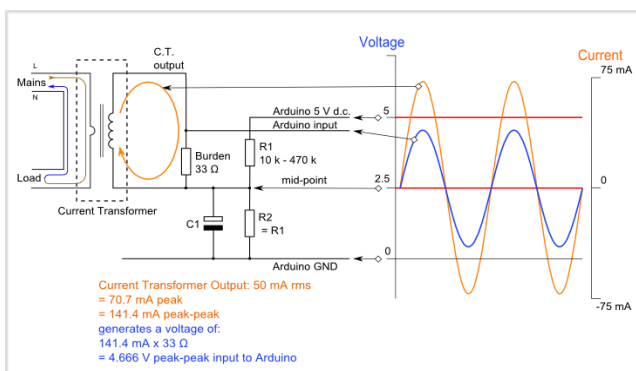 C.T.
output
Voltage
Current
L
Mains
N
Load
Current Transformer
Burden
33 Ω
C1
R1
10 k - 470 k
R2
= R1
Arduino 5 V d.c.
Arduino input
mid-point
Arduino GND
5
2.5
0
75 mA
0
-75 mA
Current Transformer Output: 50 mA rms
= 70.7 mA peak
= 141.4 mA peak-peak
generates a voltage of:
141.4 mA x 33 Ω
= 4.666 V peak-peak input to Arduino